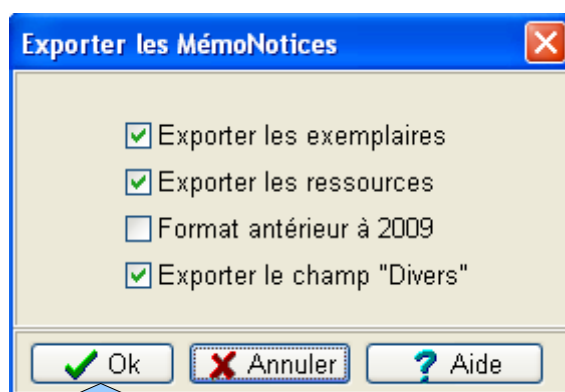 Exporter les MémoNotices
Exporter les exemplaires
Exporter les ressources
Format antérieur à 2009
Exporter le champ "Divers"
Ok Annuler Aide